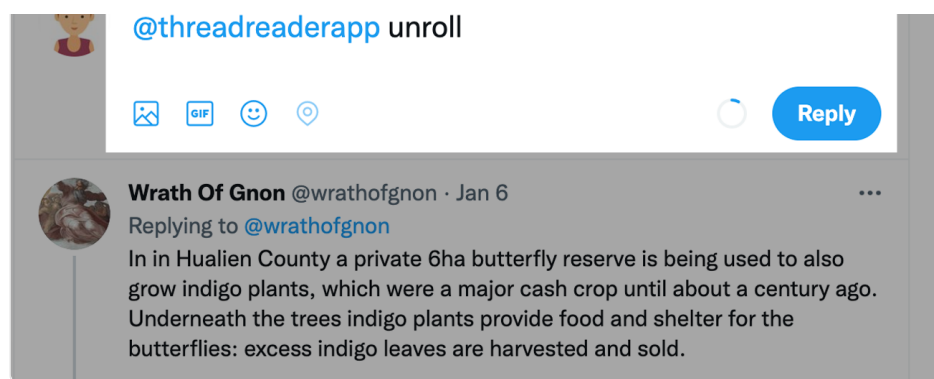 @threadreaderapp unroll
GIF
Reply
Wrath Of Gnon @wrathofgnon · Jan 6
Replying to @wrathofgnon
In in Hualien County a private 6ha butterfly reserve is being used to also
grow indigo plants, which were a major cash crop until about a century ago.
Underneath the trees indigo plants provide food and shelter for the
butterflies: excess indigo leaves are harvested and sold.